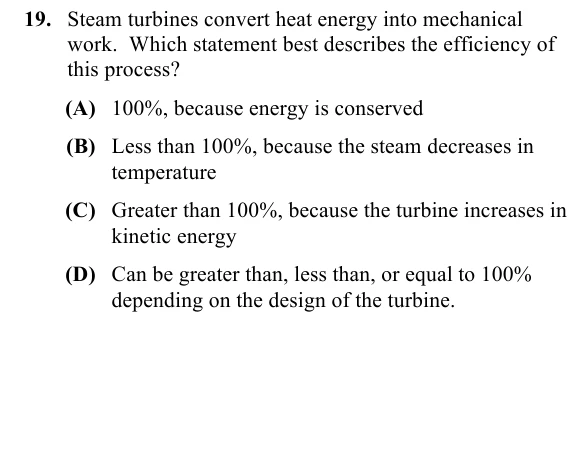 19. Steam turbines convert heat energy into mechanical
work. Which statement best describes the efficiency of
this process?
(A) 100%, because energy is conserved
(B) Less than 100%, because the steam decreases in
temperature
(C) Greater than 100%, because the turbine increases in
kinetic energy
(D) Can be greater than, less than, or equal to 100%
depending on the design of the turbine.